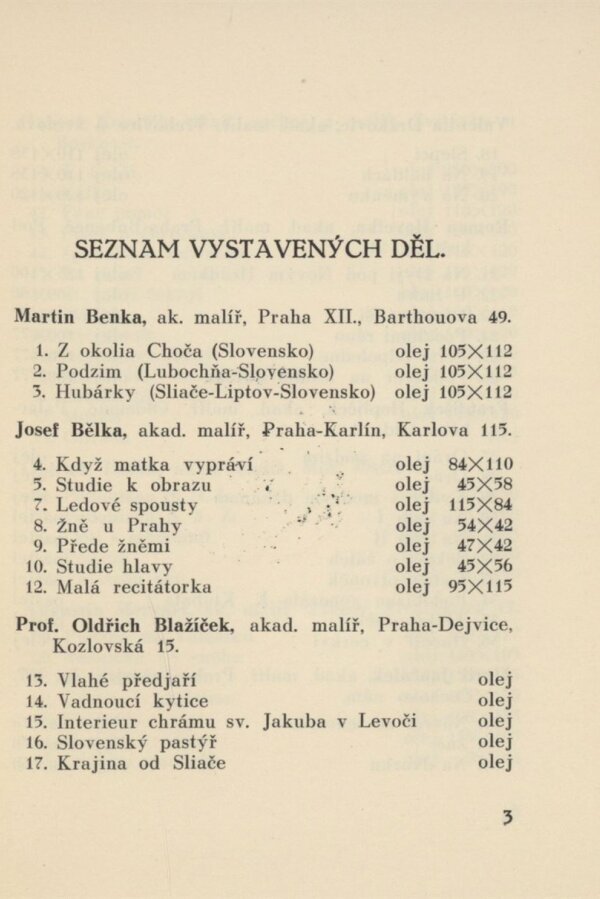 SEZNAM VYSTAVENÝCH DĚL.
Martin Benka, ak. malíř, Praha XII., Barthouova 49.
1. Z okolia Choča (Slovensko) olej 105×112
2. Podzim (Lubochňa-Slovensko) olej 105×112
3. Hubárky (Sliače-Liptov-Slovensko) olej 105×112
Josef Bělka, akad. malíř, Praha-Karlín, Karlova 115.
4. Když matka vypráví olej 84×110
5. Studie k obrazu olej 45×58
7. Ledové spousty olej 115×84
8. Žně u Prahy olej 54×42
9. Přede žněmi olej 47×42
10. Studie hlavy olej 45×56
12. Malá recitátorka olej 95×115
Prof. Oldřich Blažíček, akad. malíř, Praha-Dejvice,
Kozlovská 15.
13. Vlahé předjaří olej
14. Vadnoucí kytice olej
15. Interieur chrámu sv. Jakuba v Levoči olej
16. Slovenský pastýř olej
17. Krajina od Sliače olej
3